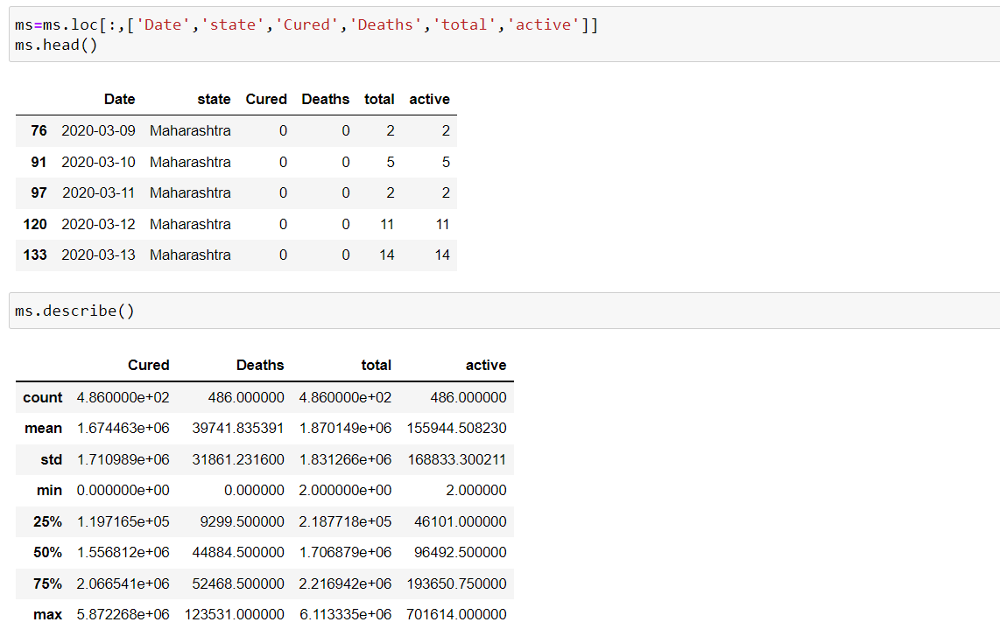 ms=ms.loc[:,['Date','state','Cured','Deaths','total','active']]
ms.head()
Date state Cured Deaths total active
76 2020-03-09 Maharashtra 0 0 2 2
91 2020-03-10 Maharashtra 0 0 5 5
97 2020-03-11 Maharashtra 0 0 2 2
120 2020-03-12 Maharashtra 0 0 11 11
133 2020-03-13 Maharashtra 0 0 14 14
ms.describe()
Cured Deaths total active
count 4.860000e+02 486.000000 4.860000e+02 486.000000
mean 1.674463e+06 39741.835391 1.870149e+06 155944.508230
std 1.710989e+06 31861.231600 1.831266e+06 168833.300211
min 0.000000e+00 0.000000 2.000000e+00 2.000000
25% 1.197165e+05 9299.500000 2.187718e+05 46101.000000
50% 1.556812e+06 44884.500000 1.706879e+06 96492.500000
75% 2.066541e+06 52468.500000 2.216942e+06 193650.750000
max 5.872268e+06 123531.000000 6.113335e+06 701614.000000